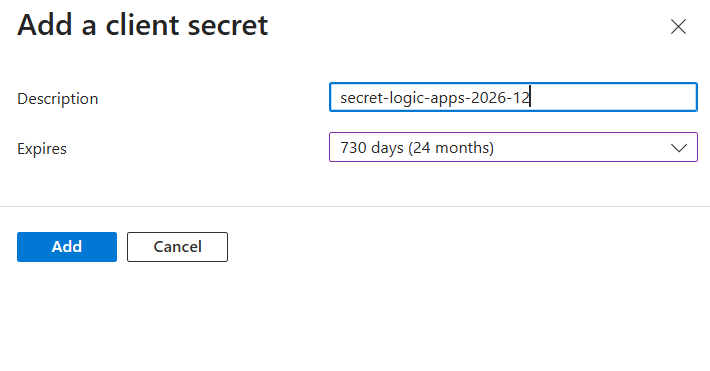 Add a client secret
Description
secret-logic-apps-2026-12
Expires
730 days (24 months)
Add
Cancel